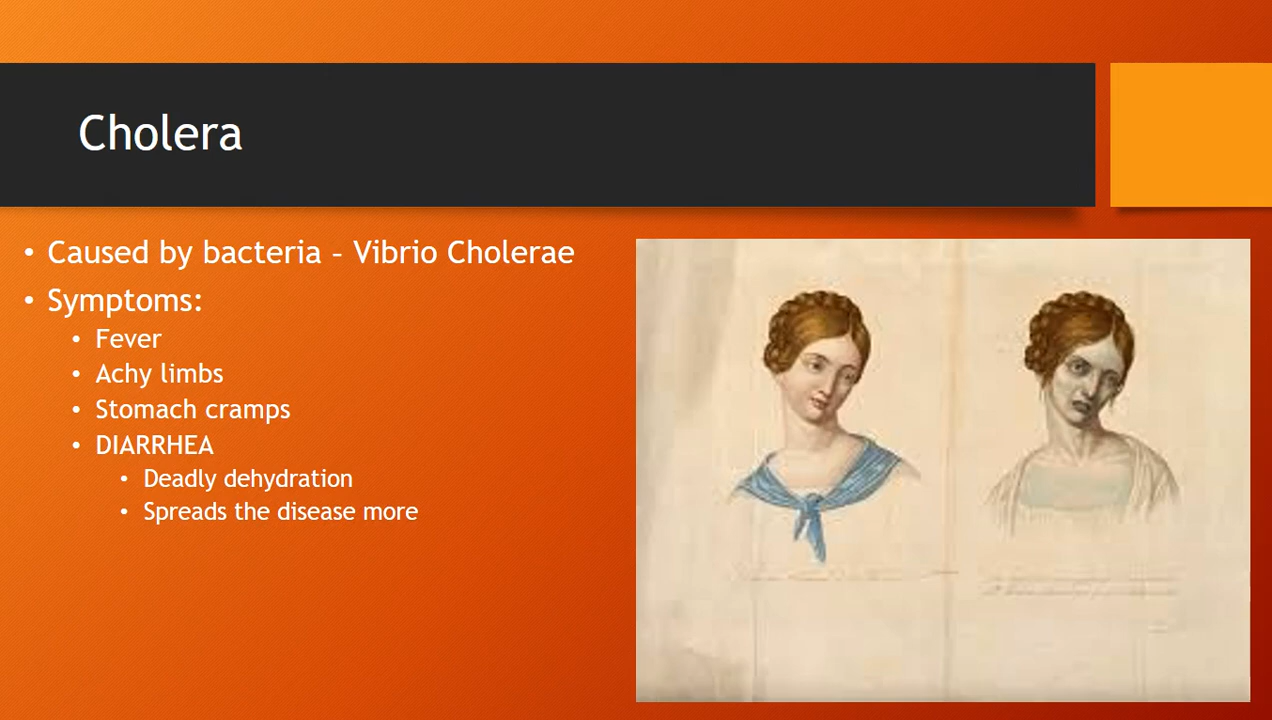 Cholera
• Caused by bacteria – Vibrio Cholerae
• Symptoms:
• Fever
• Achy limbs
• Stomach cramps
• DIARRHEA
• Deadly dehydration
• Spreads the disease more